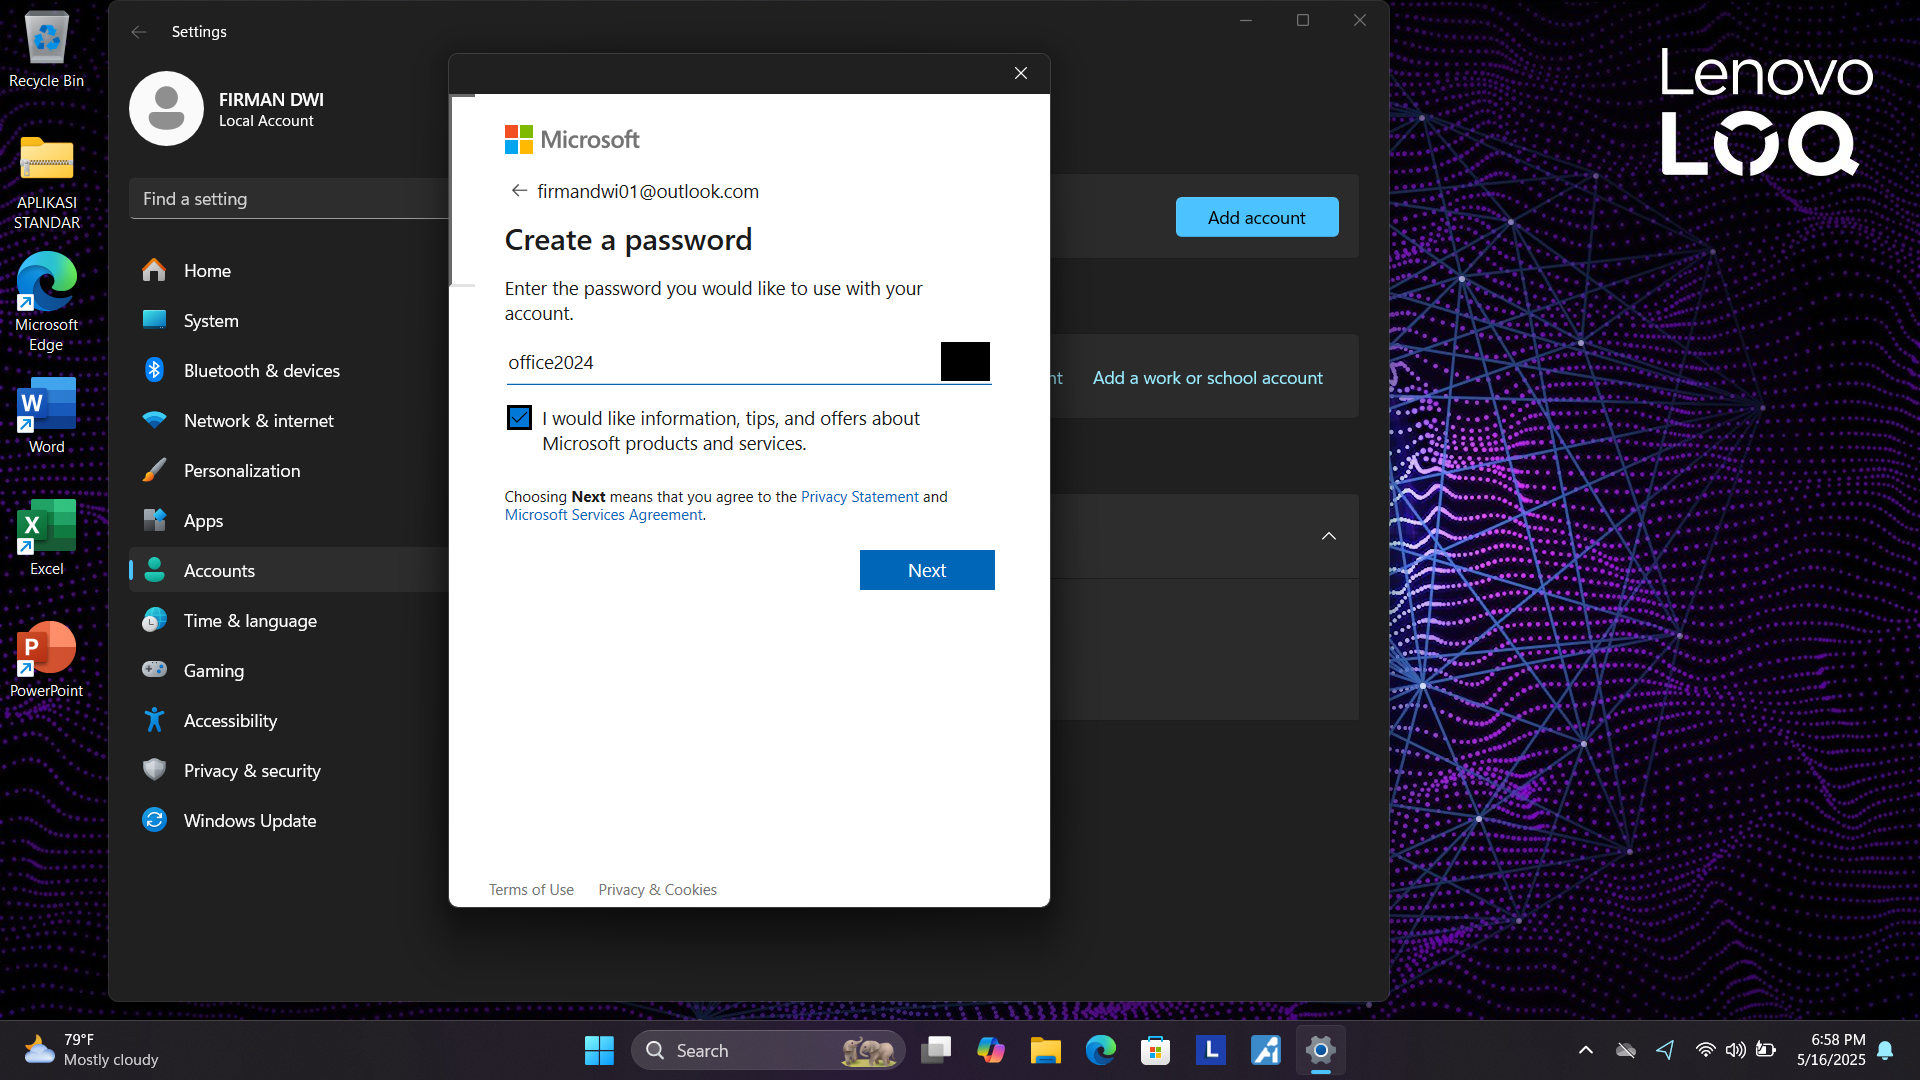 Recycle Bin
APLIKASI
STANDAR
Microsoft
Edge
Word
Excel
PowerPoint
Settings
FIRMAN DWI
Local Account
Find a setting
Home
System
Bluetooth & devices
Network & internet
Personalization
Apps
Accounts
Time & language
Gaming
Accessibility
Privacy & security
Windows Update
Microsoft
firmandwi01@outlook.com
Create a password
Enter the password you would like to use with your
account.
office2024
I would like information, tips, and offers about
Microsoft products and services.
Choosing Next means that you agree to the Privacy Statement and
Microsoft Services Agreement.
Next
Terms of Use Privacy & Cookies
Add account
nt Add a work or school account
Lenovo
LOQ
79°F
Mostly cloudy
Search
6:58 PM
5/16/2025